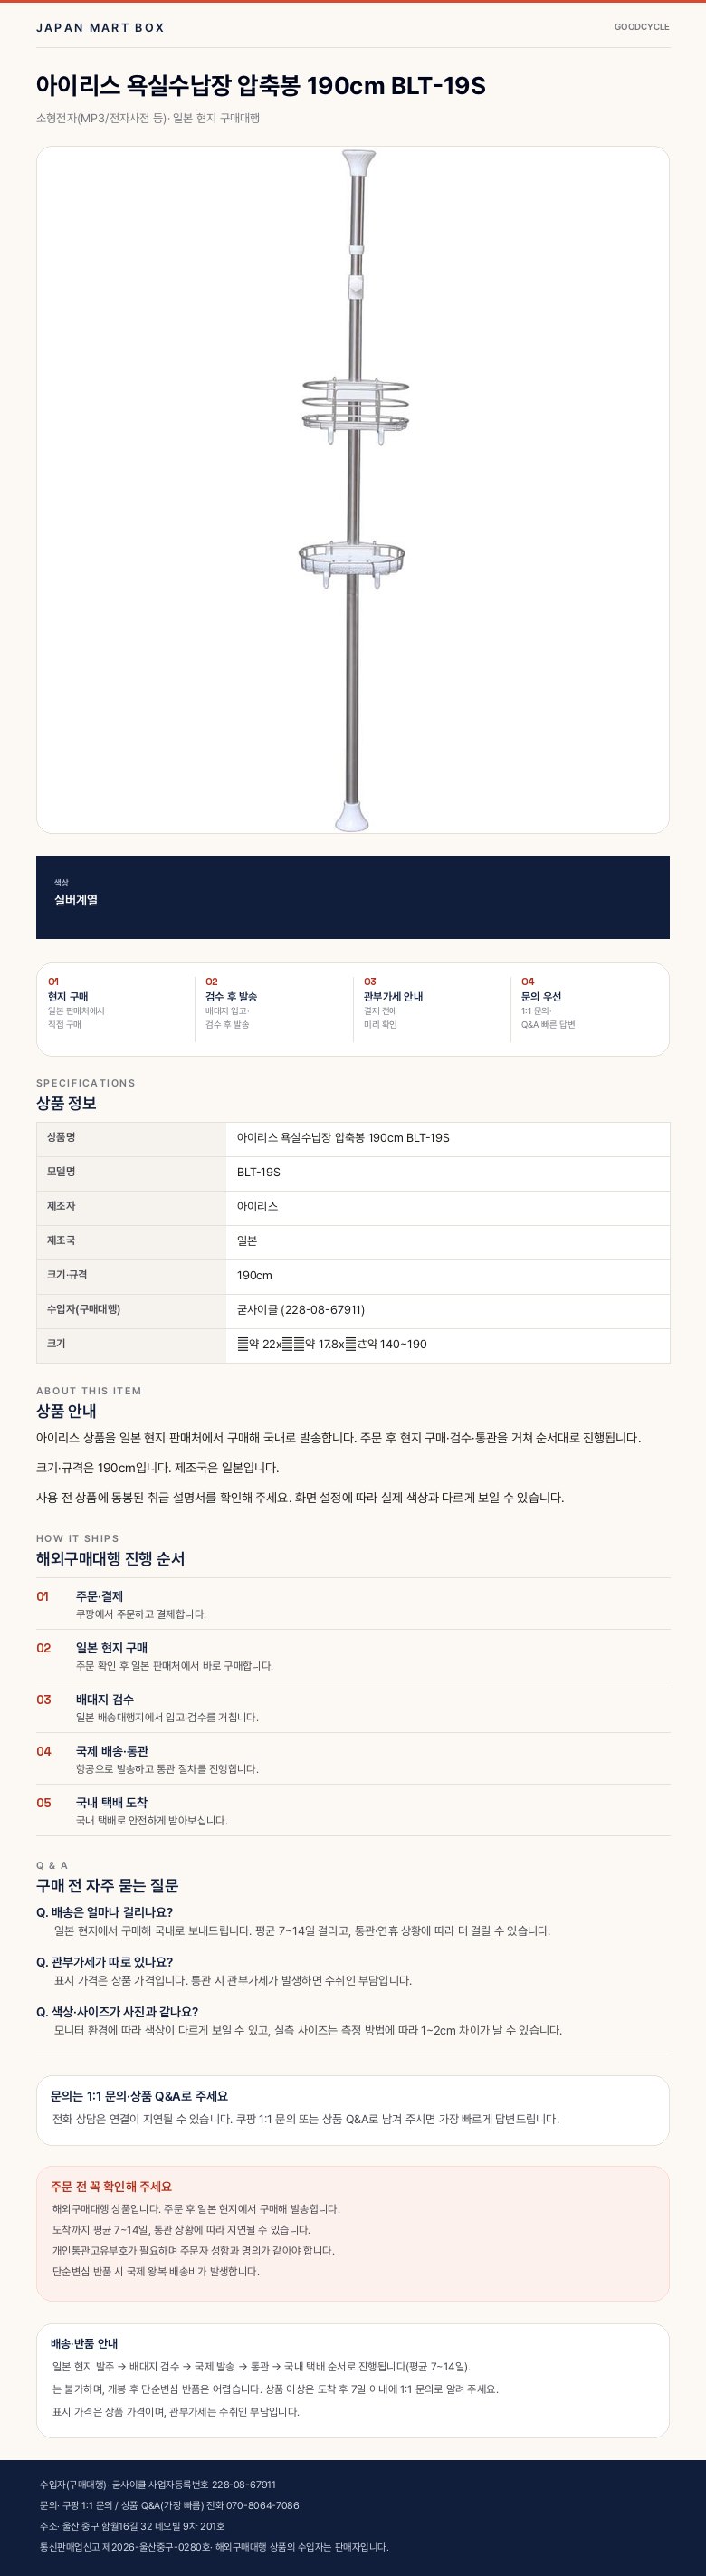 JAPAN MART BOX
GOODCYCLE
아이리스 욕실수납장 압축봉 190cm BLT-19S
소형전자(MP3/전자사전 등)· 일본 현지 구매대행
색상
실버계열
01
현지 구매
일본 판매처에서
직접 구매
02
검수 후 발송
배대지 입고·
검수 후 발송
03
관부가세 안내
결제 전에
미리 확인
04
문의 우선
1:1 문의·
Q&A 빠른 답변
SPECIFICATIONS
상품 정보
상품명 아이리스 욕실수납장 압축봉 190cm BLT-19S
모델명 BLT-19S
제조자 아이리스
제조국 일본
크기·규격 190cm
수입자(구매대행) 굳사이클 (228-08-67911)
크기 약 22x 약 17.8x さ약 140~190
ABOUT THIS ITEM
상품 안내
아이리스 상품을 일본 현지 판매처에서 구매해 국내로 발송합니다. 주문 후 현지 구매·검수·통관을 거쳐 순서대로 진행됩니다.
크기·규격은 190cm입니다. 제조국은 일본입니다.
사용 전 상품에 동봉된 취급 설명서를 확인해 주세요. 화면 설정에 따라 실제 색상과 다르게 보일 수 있습니다.
HOW IT SHIPS
해외구매대행 진행 순서
01 주문·결제
쿠팡에서 주문하고 결제합니다.
02 일본 현지 구매
주문 확인 후 일본 판매처에서 바로 구매합니다.
03 배대지 검수
일본 배송대행지에서 입고·검수를 거칩니다.
04 국제 배송·통관
항공으로 발송하고 통관 절차를 진행합니다.
05 국내 택배 도착
국내 택배로 안전하게 받아보십니다.
Q & A
구매 전 자주 묻는 질문
Q. 배송은 얼마나 걸리나요?
일본 현지에서 구매해 국내로 보내드립니다. 평균 7~14일 걸리고, 통관·연휴 상황에 따라 더 걸릴 수 있습니다.
Q. 관부가세가 따로 있나요?
표시 가격은 상품 가격입니다. 통관 시 관부가세가 발생하면 수취인 부담입니다.
Q. 색상·사이즈가 사진과 같나요?
모니터 환경에 따라 색상이 다르게 보일 수 있고, 실측 사이즈는 측정 방법에 따라 1~2cm 차이가 날 수 있습니다.
문의는 1:1 문의·상품 Q&A로 주세요
전화 상담은 연결이 지연될 수 있습니다. 쿠팡 1:1 문의 또는 상품 Q&A로 남겨 주시면 가장 빠르게 답변드립니다.
주문 전 꼭 확인해 주세요
해외구매대행 상품입니다. 주문 후 일본 현지에서 구매해 발송합니다.
도착까지 평균 7~14일, 통관 상황에 따라 지연될 수 있습니다.
개인통관고유부호가 필요하며 주문자 성함과 명의가 같아야 합니다.
단순변심 반품 시 국제 왕복 배송비가 발생합니다.
배송·반품 안내
일본 현지 발주 → 배대지 검수 → 국제 발송 → 통관 → 국내 택배 순서로 진행됩니다(평균 7~14일).
는 불가하며, 개봉 후 단순변심 반품은 어렵습니다. 상품 이상은 도착 후 7일 이내에 1:1 문의로 알려 주세요.
표시 가격은 상품 가격이며, 관부가세는 수취인 부담입니다.
수입자(구매대행)· 굳사이클 사업자등록번호 228-08-67911
문의· 쿠팡 1:1 문의 / 상품 Q&A(가장 빠름) 전화 070-8064-7086
주소· 울산 중구 함월16길 32 네오빌 9차 201호
통신판매업신고 제2026-울산중구-0280호· 해외구매대행 상품의 수입자는 판매자입니다.